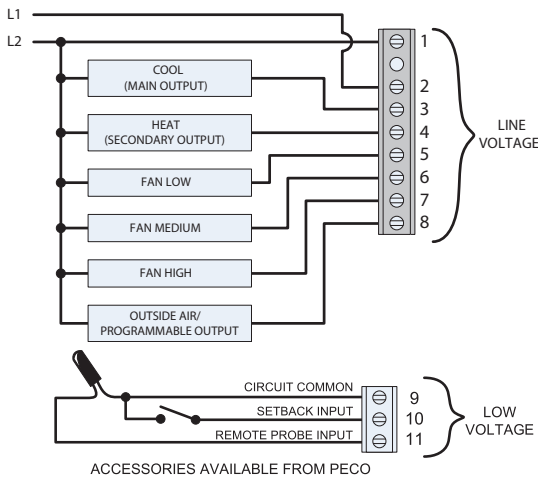 L1
L2
1
COOL
(MAIN OUTPUT)
2
3
HEAT
(SECONDARY OUTPUT)
4
LINE
VOLTAGE
5
FAN LOW
6
7
FAN MEDIUM
8
FAN HIGH
OUTSIDE AIR/
PROGRAMMABLE OUTPUT
CIRCUIT COMMON
9
SETBACK INPUT
10
LOW
VOLTAGE
REMOTE PROBE INPUT
11
ACCESSORIES AVAILABLE FROM PECO